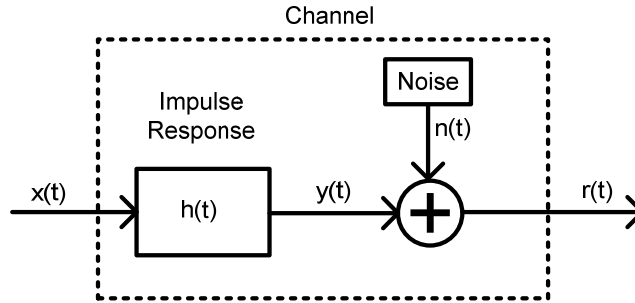 Channel
Noise
Impulse
Response
n(t)
x(t)
h(t)
y(t)
r(t)